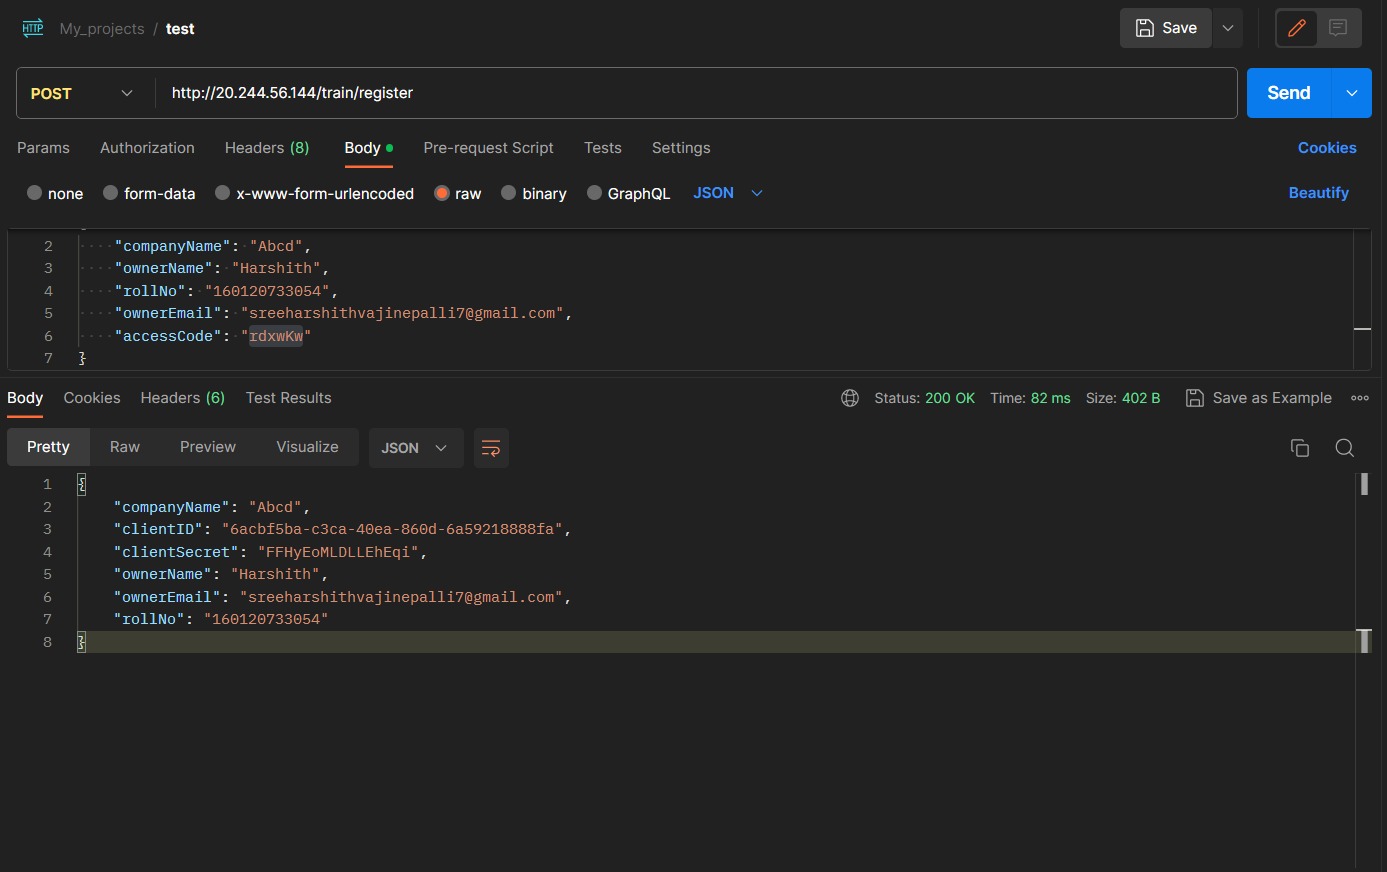 HTTP My_projects / test Save
POST http://20.244.56.144/train/register Send
Params Authorization Headers (8) Body Pre-request Script Tests Settings Cookies
none form-data x-www-form-urlencoded raw binary GraphQL JSON Beautify
2 "companyName": "Abcd",
3 "ownerName": "Harshith",
4 "rollNo": "160120733054",
5 "ownerEmail": "sreeharshithvajinepalli7@gmail.com",
6 "accessCode": "rdxwKw"
7 }
Body Cookies Headers (6) Test Results Status: 200 OK Time: 82 ms Size: 402 B Save as Example
Pretty Raw Preview Visualize JSON
1 {
2 "companyName": "Abcd",
3 "clientID": "6acbf5ba-c3ca-40ea-860d-6a59218888fa",
4 "clientSecret": "FFHyEoMLDLLEhEqi",
5 "ownerName": "Harshith",
6 "ownerEmail": "sreeharshithvajinepalli7@gmail.com",
7 "rollNo": "160120733054"
8 }